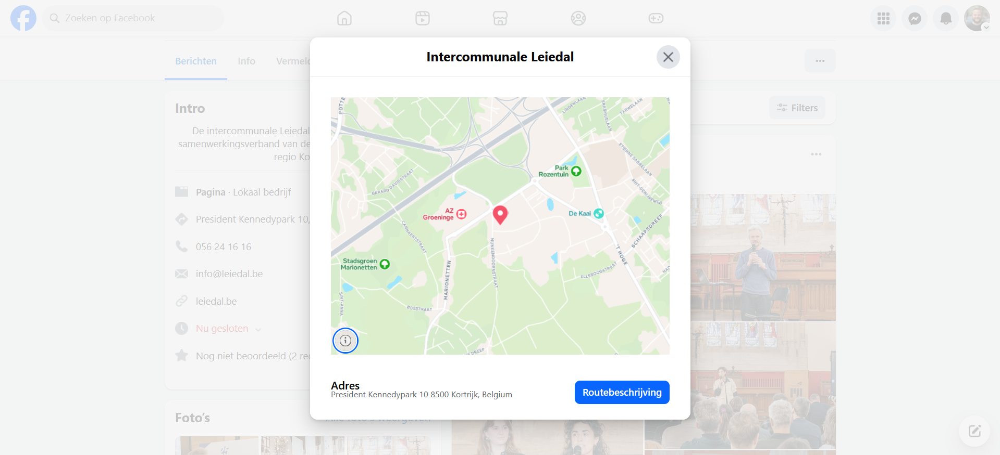 Zoeken op Facebook
Berichten
Info
Vermeld
Intro
De intercommunale Leiedal
samenwerkingsverband van de
regio Ko
Pagina · Lokaal bedrijf
President Kennedypark 10,
056 24 16 16
info@leiedal.be
leiedal.be
Nu gesloten
Nog niet beoordeeld (2 rec
Foto's
Alle foto's weergeven
Filters
Intercommunale Leiedal
POTTE
LINDENLAAN
ERASMUSLAAN
TARWELAAN
ETIENNE SABBELAAN
Park
Rozentuin
GERARD DAVIDSTRAAT
SINT-DENIJSEWEG
AZ
Groeninge
De Kaai
CANNAERTSTRAAT
HUNKENDOORNSTRAAT
SCHAAPSDREEF
'T HOGE
Stadsgroen
Marionetten
MARIONETTEN
ELLEBOOGSTRAAT
HA
SINT-ANNA
BOSSTRAAT
S DREEF
Adres
President Kennedypark 10 8500 Kortrijk, Belgium
Routebeschrijving